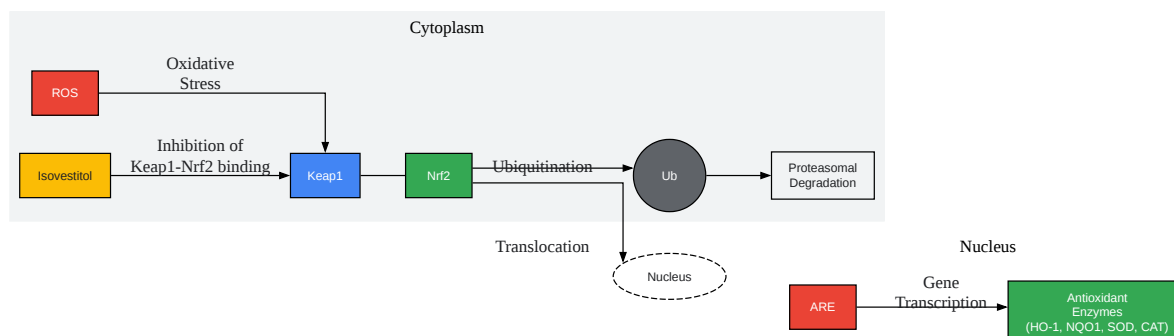 Cytoplasm
Oxidative
Stress
ROS
Inhibition of
Keap1-Nrf2 binding
Isovestitol
Keap1
Nrf2
Ubiquitination
Ub
Proteasomal
Degradation
Translocation
Nucleus
Nucleus
ARE
Gene
Transcription
Antioxidant
Enzymes
(HO-1, NQO1, SOD, CAT)